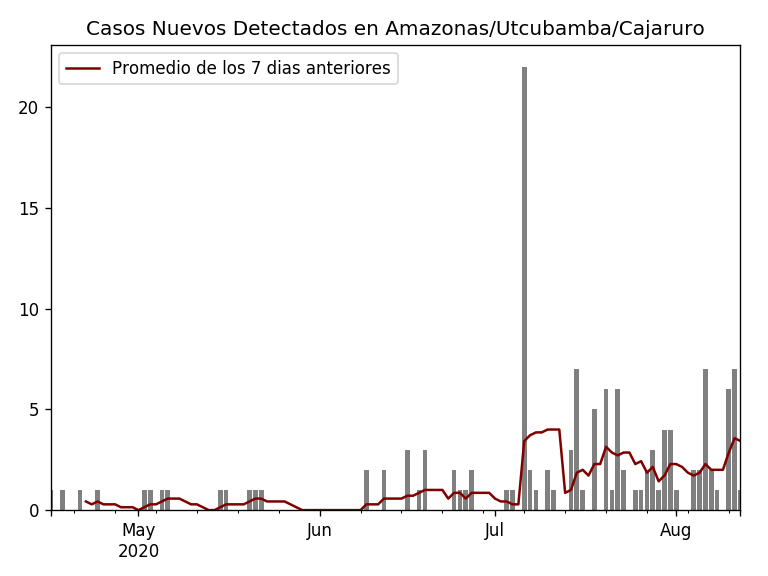 Casos Nuevos Detectados en Amazonas/Utcubamba/Cajaruro
Promedio de los 7 dias anteriores
20
15
10
5
0
May
2020
Jun
Jul
Aug